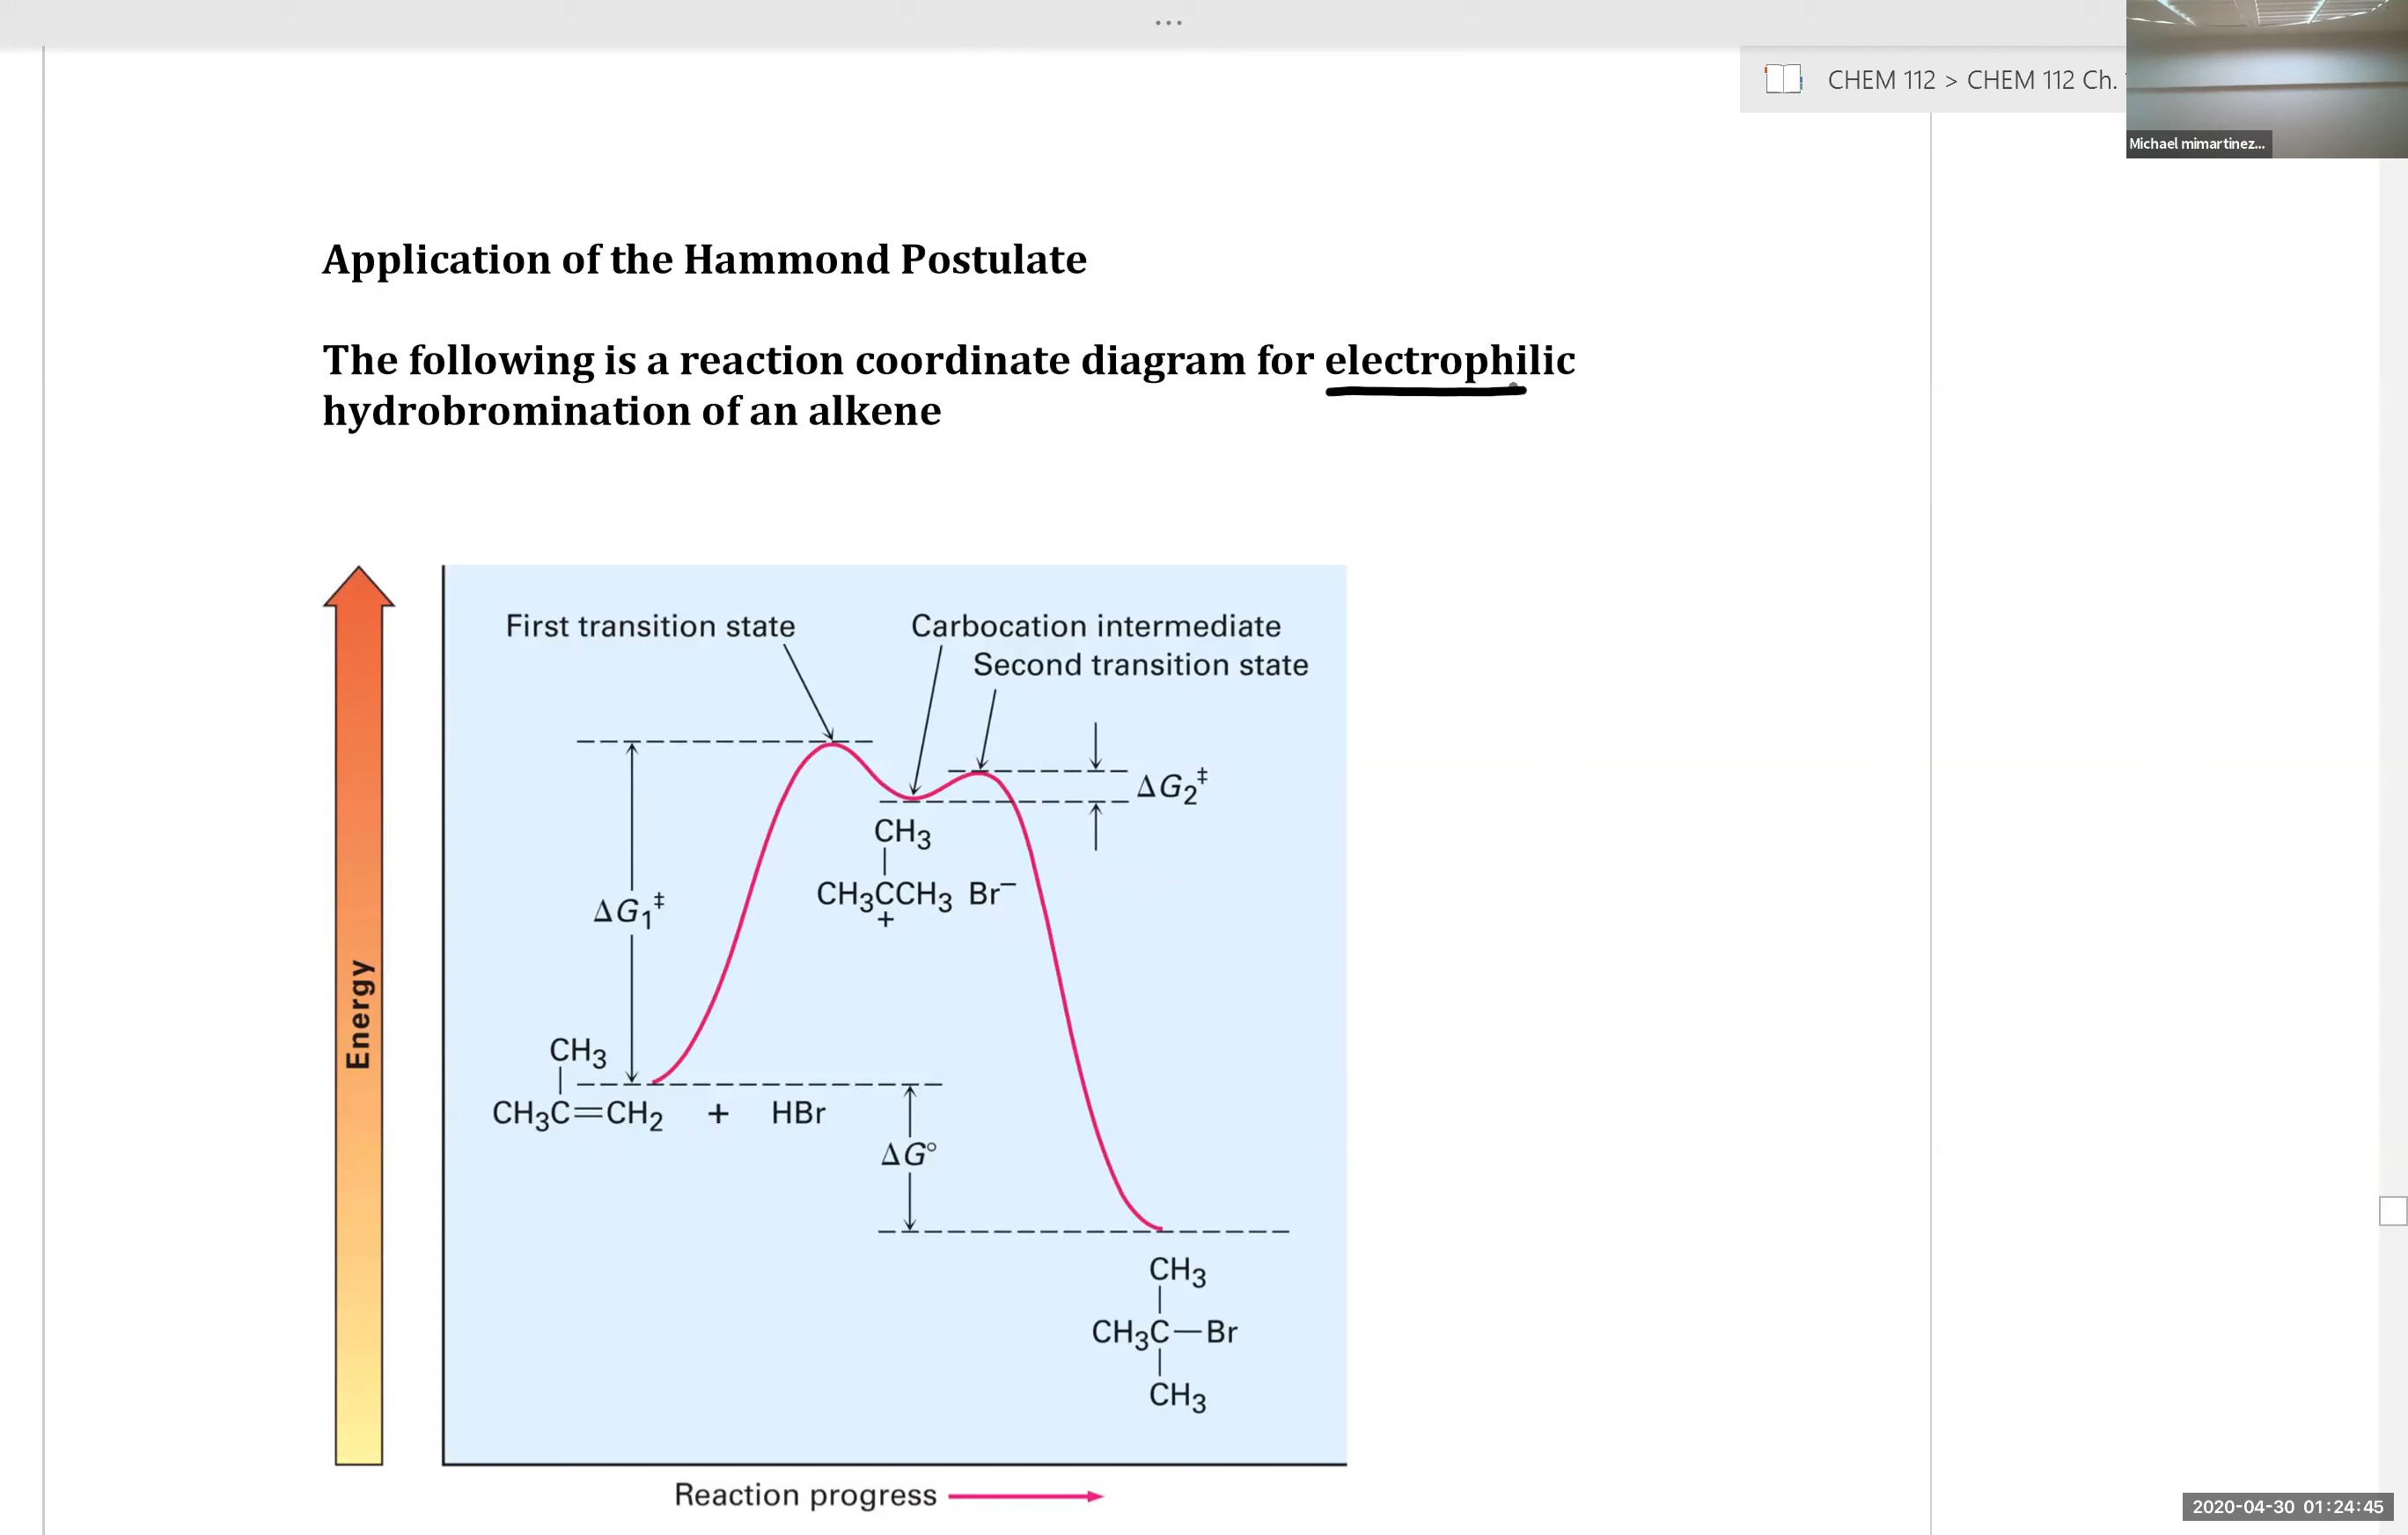 ...
CHEM 112 > CHEM 112 Ch.
Michael mimartinez...
Application of the Hammond Postulate
The following is a reaction coordinate diagram for electrophilic
hydrobromination of an alkene
First transition state
Carbocation intermediate
Second transition state
ΔG₂‡
CH₃
CH₃CCH₃ Br⁻
+
ΔG₁‡
Energy
CH₃
CH₃C=CH₂ + HBr
ΔG°
CH₃
CH₃C—Br
CH₃
Reaction progress
2020-04-30 01:24:45